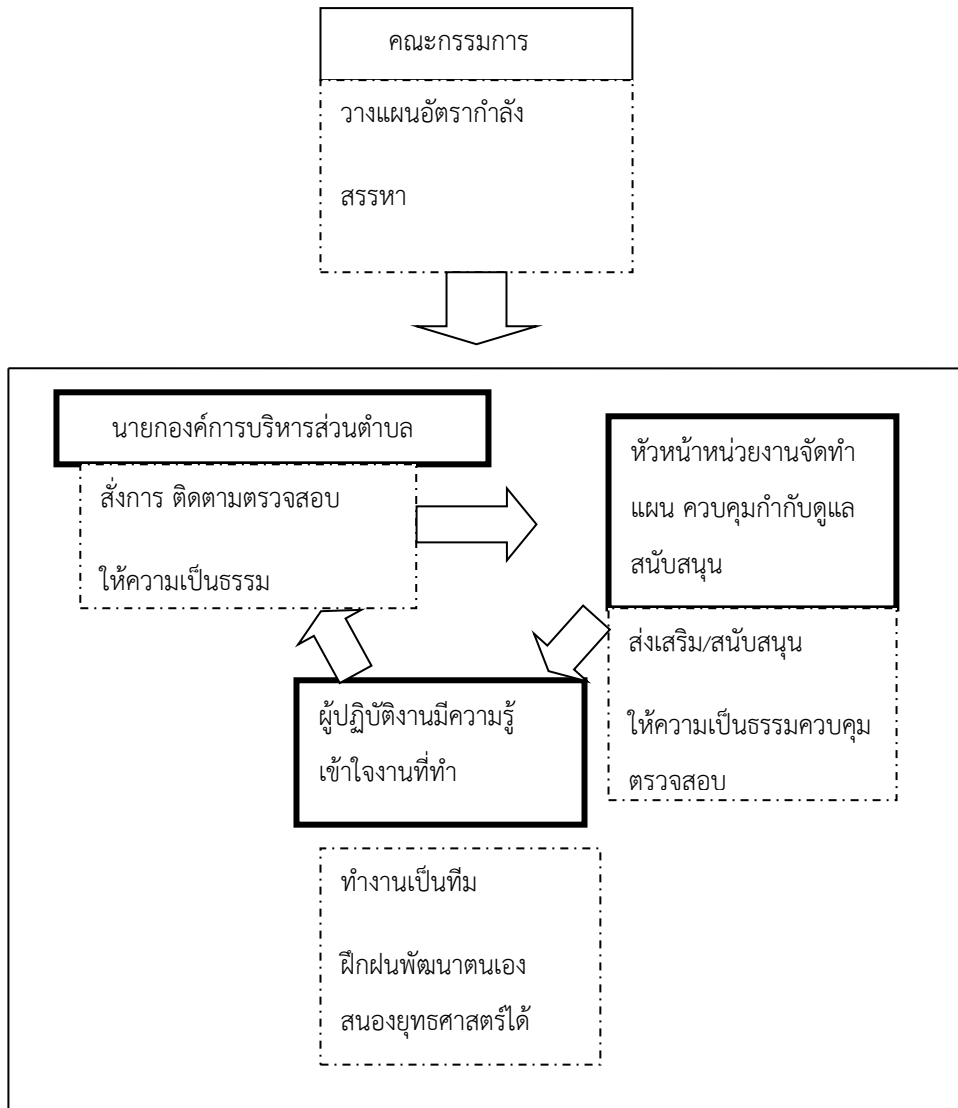 คณะกรรมการ
วางแผนอัตรากำลัง
สรรหา
นายกองค์การบริหารส่วนตำบล
สั่งการ ติดตามตรวจสอบ
ให้ความเป็นธรรม
หัวหน้าหน่วยงานจัดทำ
แผน ควบคุมกำกับดูแล
สนับสนุน
ส่งเสริม/สนับสนุน
ให้ความเป็นธรรมควบคุม
ตรวจสอบ
ผู้ปฏิบัติงานมีความรู้
เข้าใจงานที่ทำ
ทำงานเป็นทีม
ฝึกฝนพัฒนาตนเอง
สนองยุทธศาสตร์ได้